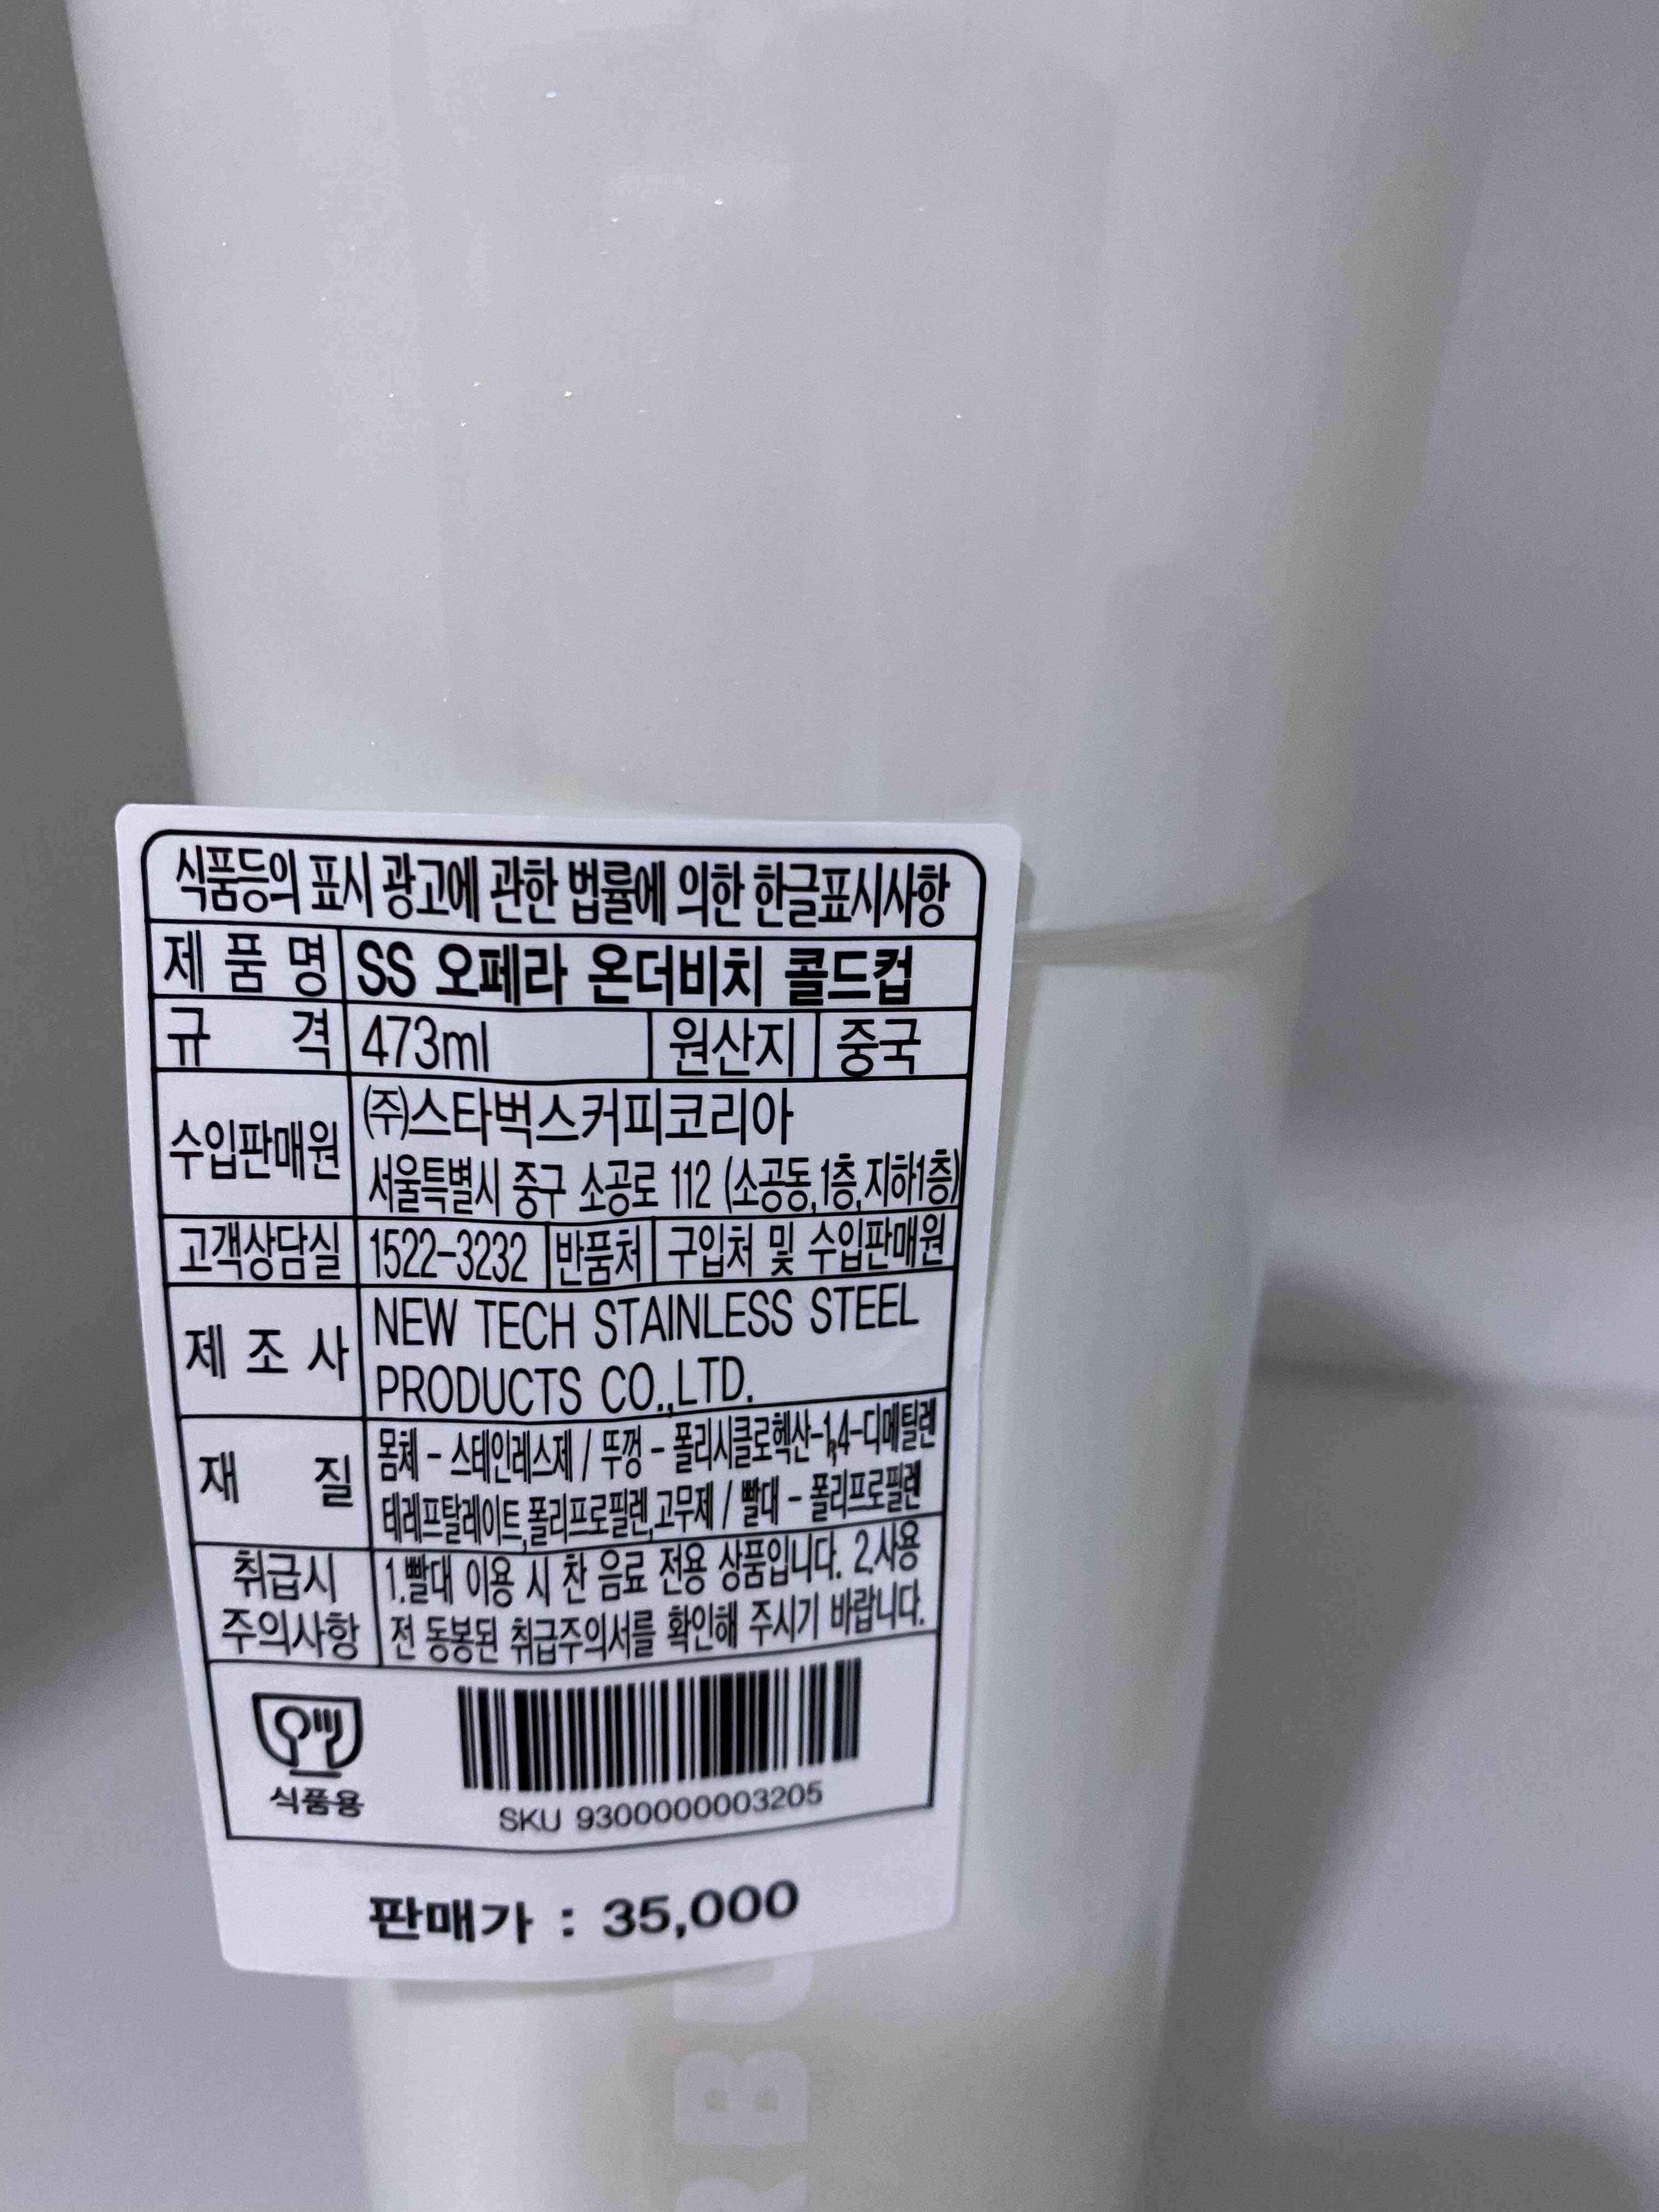 식품등의 표시 광고에 관한 법률에 의한 한글표시사항
제 품 명 SS 오페라 온더비치 콜드컵
규 격 473ml 원산지 중국
수입판매원 (주)스타벅스커피코리아
서울특별시 중구 소공로 112 (소공동,1층,지하1층)
고객상담실 1522-3232 반품처 구입처 및 수입판매원
제 조 사 NEW TECH STAINLESS STEEL
PRODUCTS CO.,LTD.
재 질 몸체 - 스테인레스제 / 뚜껑 - 폴리시클로헥산-1,4-디메틸렌
테레프탈레이트,폴리프로필렌,고무제 / 빨대 - 폴리프로필렌
취급시 1.빨대 이용 시 찬 음료 전용 상품입니다. 2.사용
주의사항 전 동봉된 취급주의서를 확인해 주시기 바랍니다.
식품용
SKU 9300000003205
판매가 : 35,000
RBU